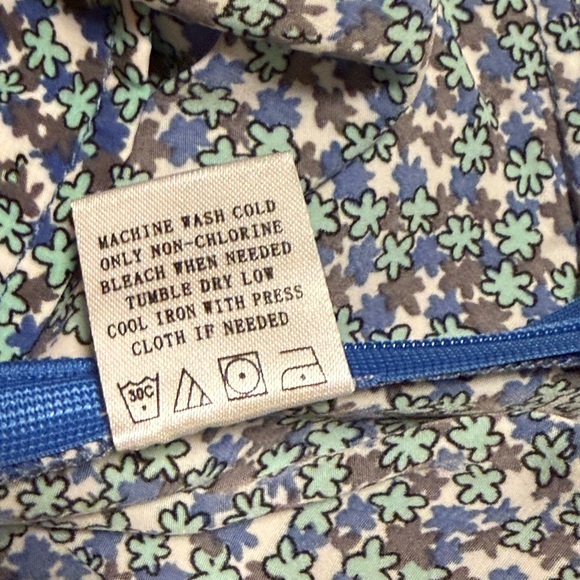 MACHINE WASH COLD
ONLY NON-CHLORINE
BLEACH WHEN NEEDED
TUMBLE DRY LOW
COOL IRON WITH PRESS
CLOTH IF NEEDED
30C